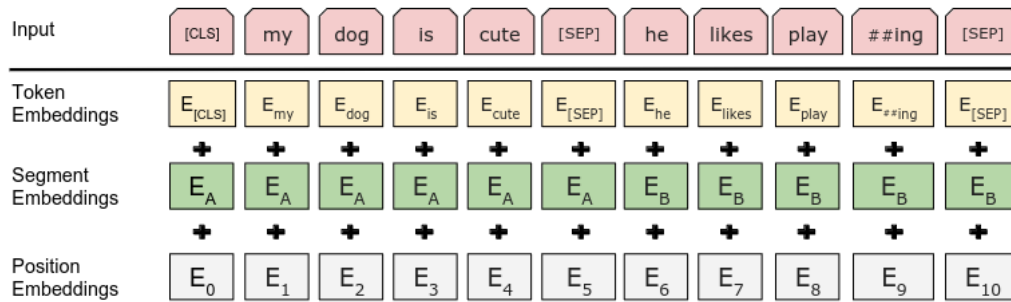 Input [CLS] my dog is cute [SEP] he likes play ##ing [SEP]
Token Embeddings E[CLS] Emy Edog Eis Ecute E[SEP] Ehe Elikes Eplay E##ing E[SEP]
+ + + + + + + + + + +
Segment Embeddings EA EA EA EA EA EA EB EB EB EB EB
+ + + + + + + + + + +
Position Embeddings E0 E1 E2 E3 E4 E5 E6 E7 E8 E9 E10